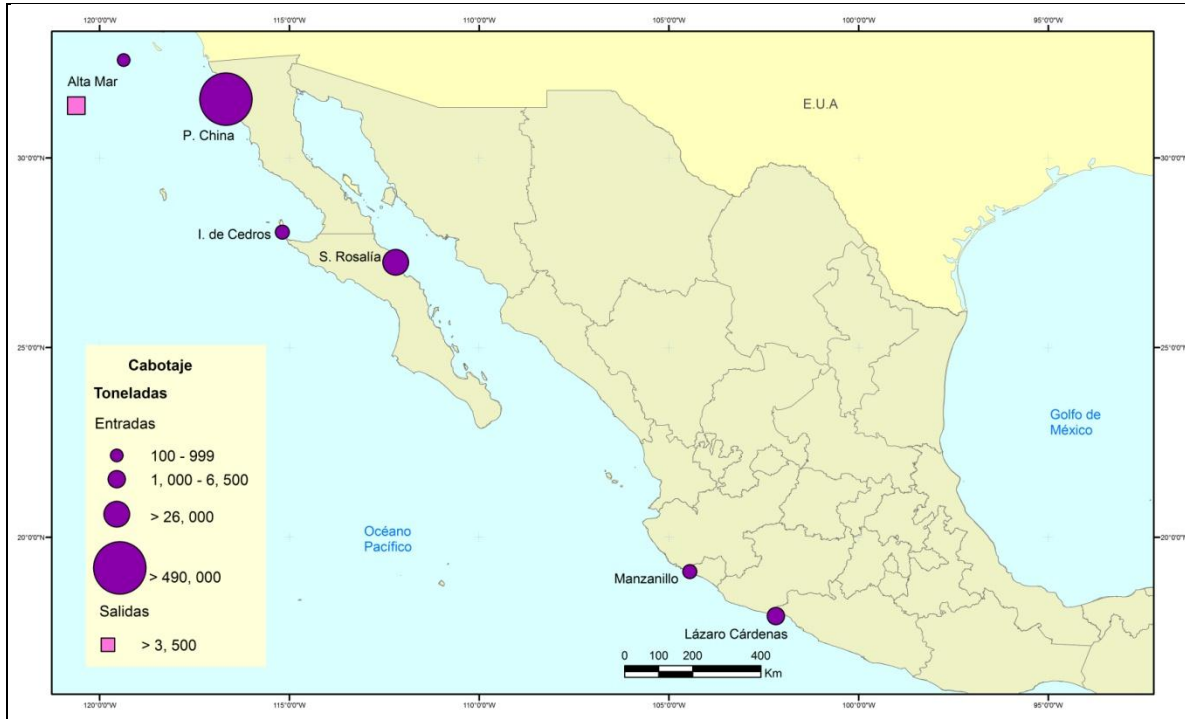 120°0'0"W
115°0'0"W
110°0'0"W
105°0'0"W
100°0'0"W
95°0'0"W
Alta Mar
E.U.A
P. China
30°0'0"N
30°0'0"N
I. de Cedros
S. Rosalía
25°0'0"N
25°0'0"N
Cabotaje
Toneladas
Entradas
100 - 999
1, 000 - 6, 500
> 26, 000
> 490, 000
Salidas
> 3, 500
Golfo de
México
Océano
Pacífico
20°0'0"N
20°0'0"N
Manzanillo
Lázaro Cárdenas
0 100 200 400
Km
120°0'0"W
115°0'0"W
110°0'0"W
105°0'0"W
100°0'0"W
95°0'0"W